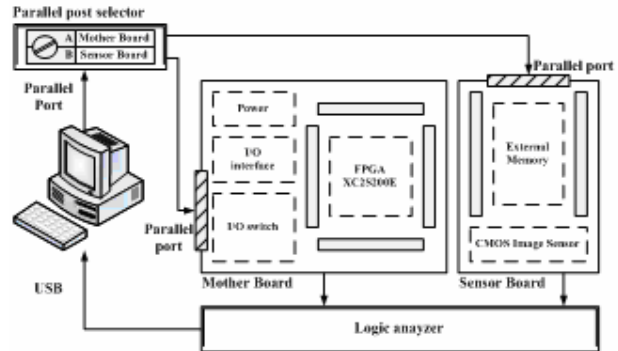 Parallel post selector
A Mother Board
B Sensor Board
Parallel
Port
Parallel port
Power
I/O
interface
I/O switch
FPGA
XC2S200E
External
Memory
CMOS Image Sensor
Parallel
port
USB
Mother Board
Sensor Board
Logic anayzer